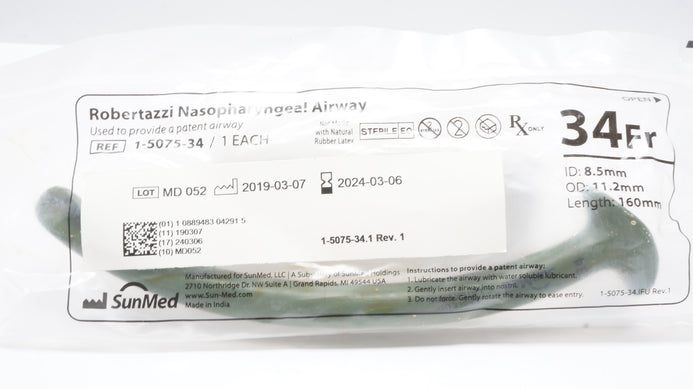 OPEN
Robertazzi Nasopharyngeal Airway
Used to provide a patent airway
REF 1-5075-34 / 1 EACH
Not Made
with Natural
Rubber Latex
STERILE EO
Rx ONLY
34Fr
ID: 8.5mm
OD: 11.2mm
Length: 160mm
LOT MD 052 2019-03-07 2024-03-06
(01) 1 0889483 04291 5
(11) 190307
(17) 240306
(10) MD052
1-5075-34.1 Rev. 1
SunMed
Manufactured for SunMed, LLC | A Subsidiary of SunMed Holdings
2710 Northridge Dr. NW Suite A | Grand Rapids, MI 49544 USA
www.Sun-Med.com
Made in India
Instructions to provide a patent airway:
1. Lubricate the airway with water soluble lubricant.
2. Gently insert airway into nostril.
3. Do not force. Gently rotate the airway to ease entry.
1-5075-34.IFU Rev.1